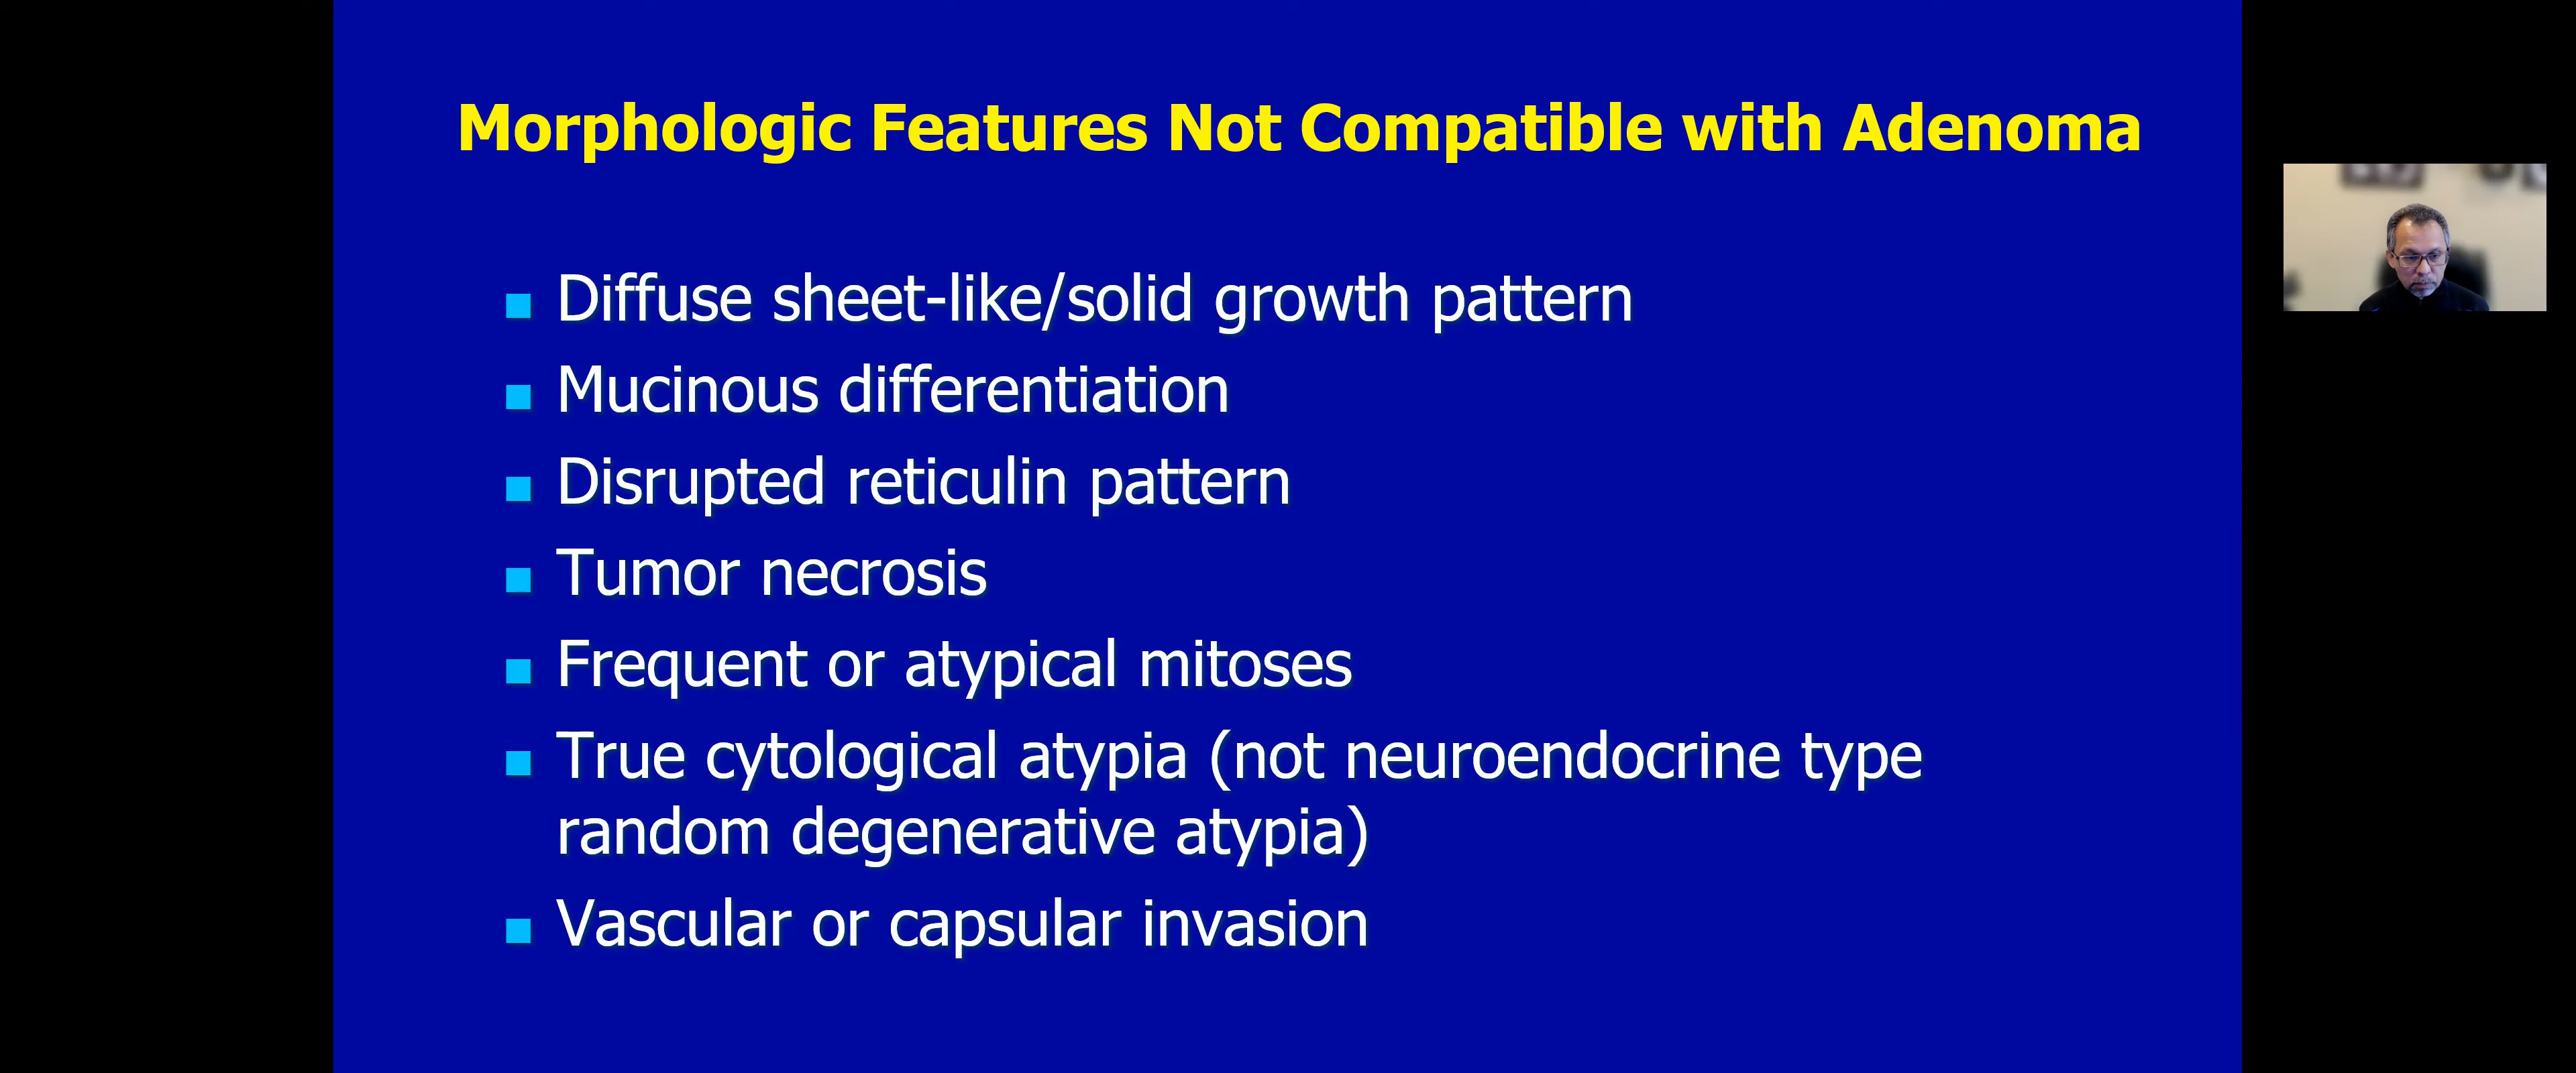 Morphologic Features Not Compatible with Adenoma
Diffuse sheet-like/solid growth pattern
Mucinous differentiation
Disrupted reticulin pattern
Tumor necrosis
Frequent or atypical mitoses
True cytological atypia (not neuroendocrine type
random degenerative atypia)
Vascular or capsular invasion